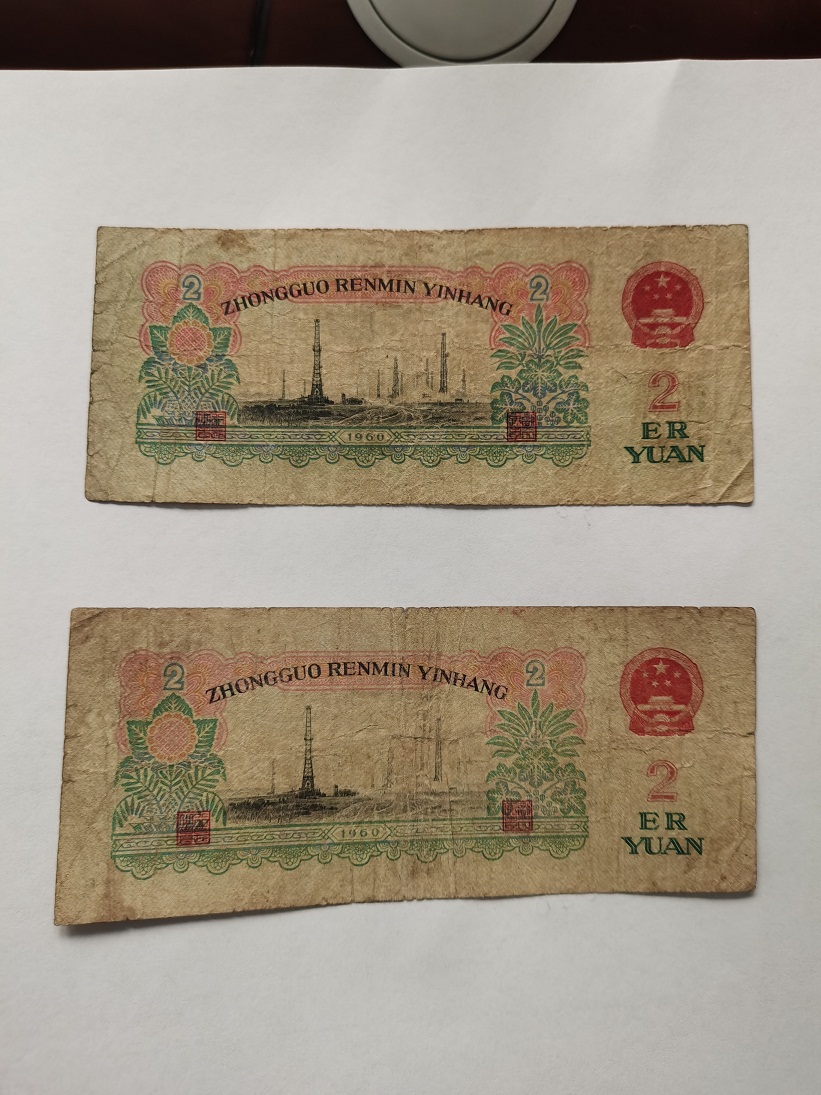 2 2
ZHONGGUO RENMIN YINHANG
1960
2
ER
YUAN
2 2
ZHONGGUO RENMIN YINHANG
1960
2
ER
YUAN